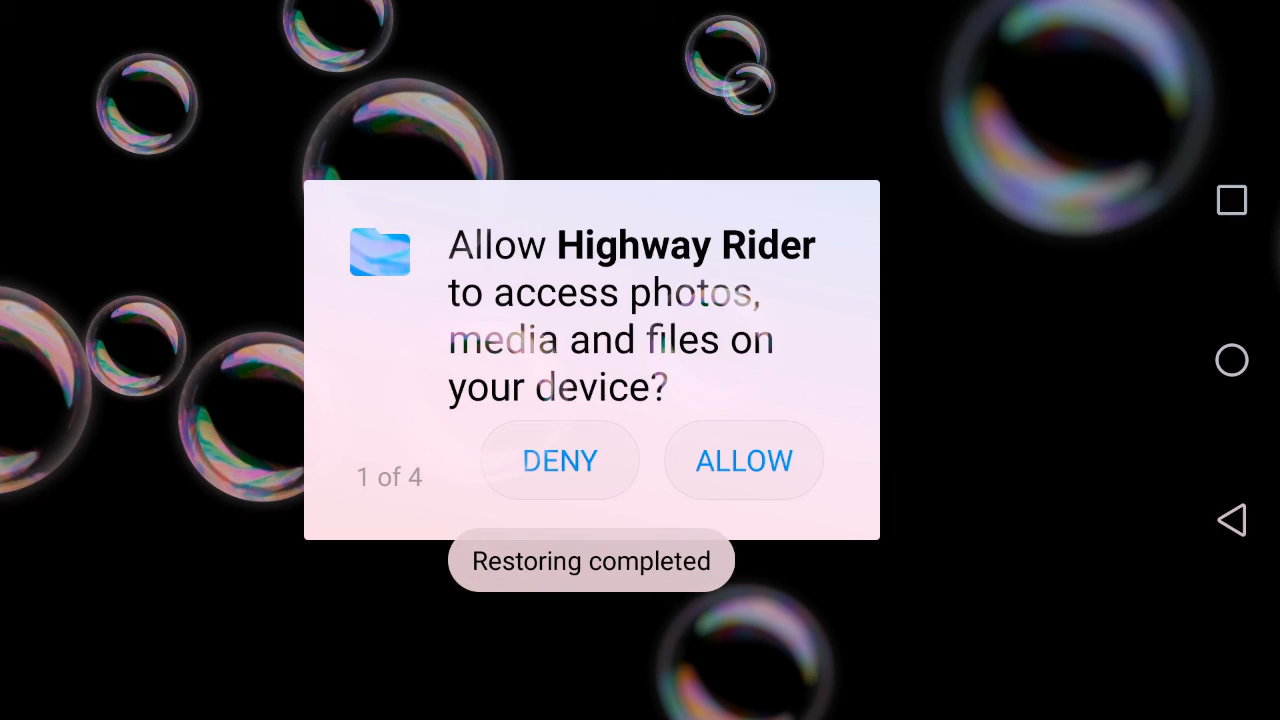 Allow Highway Rider
to access photos,
media and files on
your device?
1 of 4
DENY
ALLOW
Restoring completed